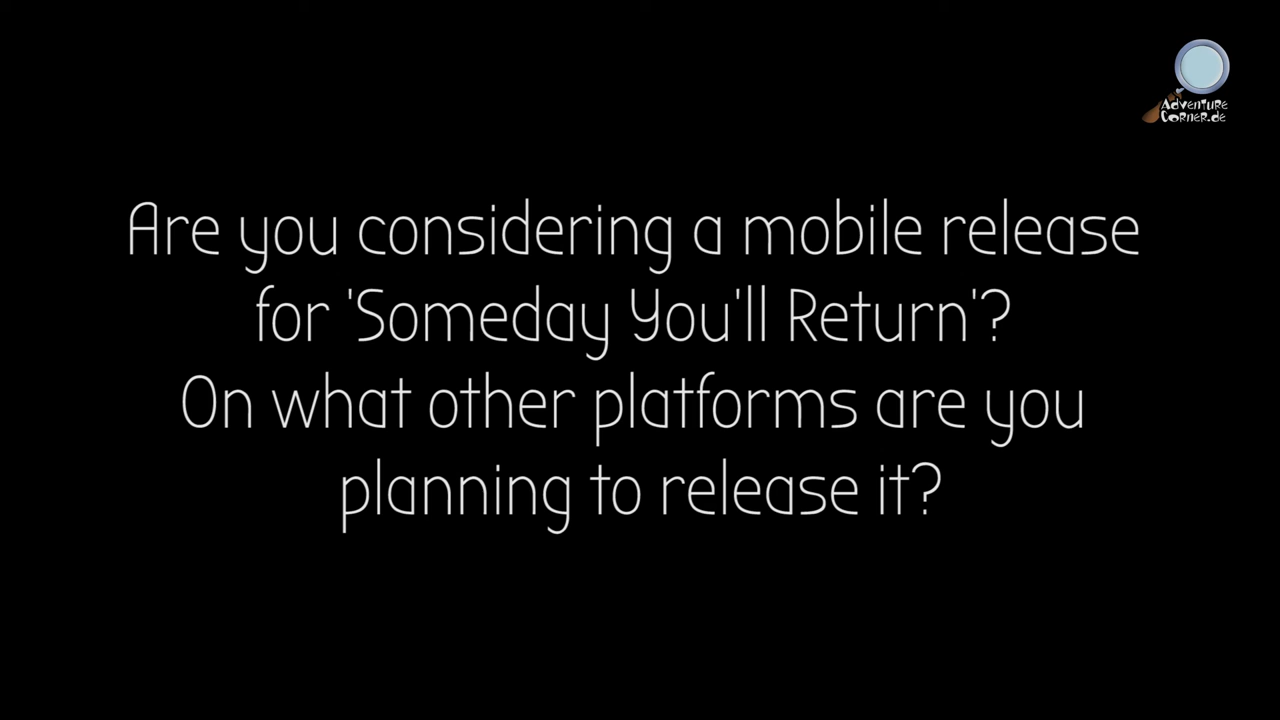 Adventure
Corner.de
Are you considering a mobile release
for 'Someday You'll Return'?
On what other platforms are you
planning to release it?